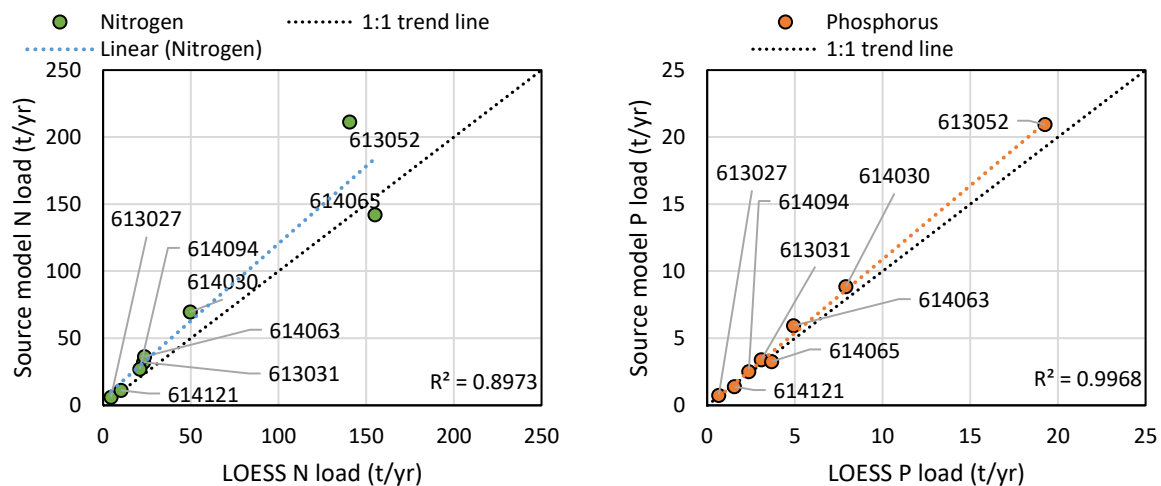 Nitrogen
1:1 trend line
Linear (Nitrogen)
Source model N load (t/yr)
250
200
150
100
50
0
613052
614065
613027
614094
614030
614063
613031
614121
R² = 0.8973
0 50 100 150 200 250
LOESS N load (t/yr)
Phosphorus
1:1 trend line
Source model P load (t/yr)
25
20
15
10
5
0
613052
613027
614030
614094
613031
614063
614065
614121
R² = 0.9968
0 5 10 15 20 25
LOESS P load (t/yr)